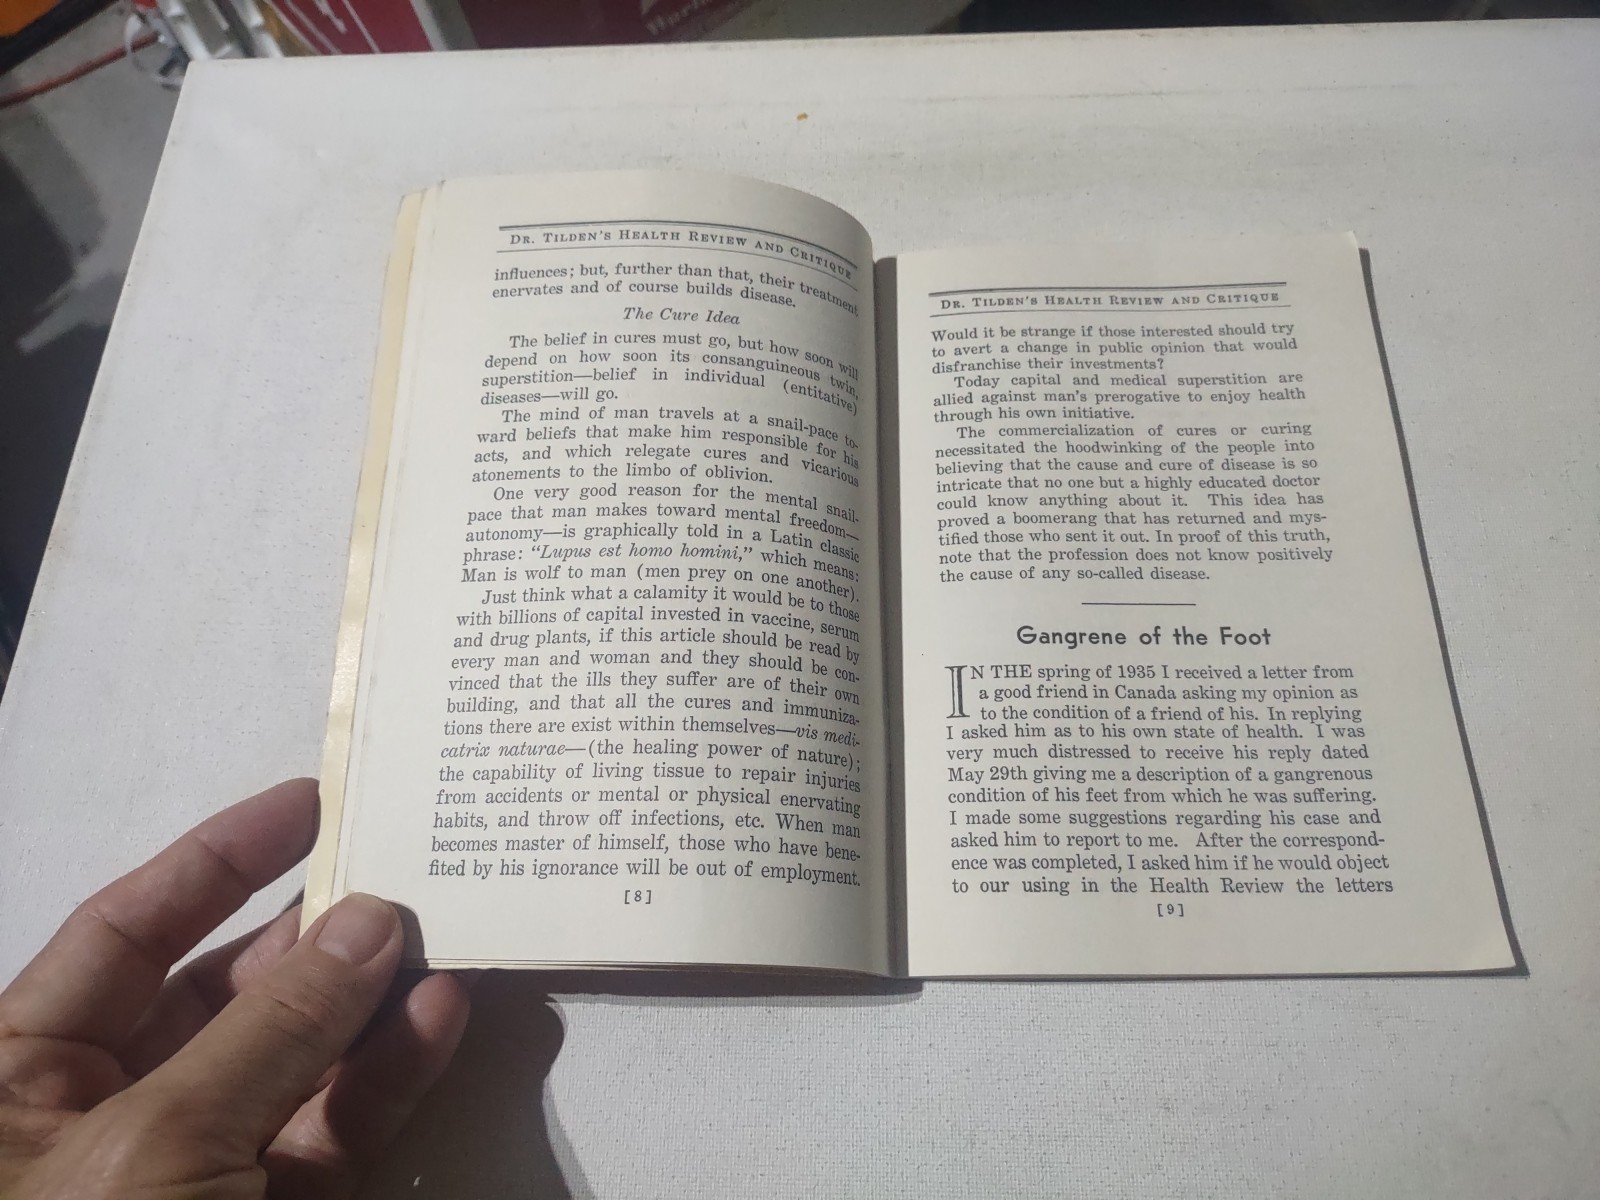 DR. TILDEN'S HEALTH REVIEW AND CRITIQUE
influences; but, further than that, their treatment
enervates and of course builds disease.
The Cure Idea
The belief in cures must go, but how soon will
depend on how soon its consanguineous twin,
superstition—belief in individual (entitative)
diseases—will go.
The mind of man travels at a snail-pace to-
ward beliefs that make him responsible for his
acts, and which relegate cures and vicarious
atonements to the limbo of oblivion.
One very good reason for the mental snail-
pace that man makes toward mental freedom—
autonomy—is graphically told in a Latin classic
phrase: “Lupus est homo homini,” which means:
Man is wolf to man (men prey on one another).
Just think what a calamity it would be to those
with billions of capital invested in vaccine, serum
and drug plants, if this article should be read by
every man and woman and they should be con-
vinced that the ills they suffer are of their own
building, and that all the cures and immuniza-
tions there are exist within themselves—vis medi-
catrix naturae—(the healing power of nature);
the capability of living tissue to repair injuries
from accidents or mental or physical enervating
habits, and throw off infections, etc. When man
becomes master of himself, those who have bene-
fited by his ignorance will be out of employment.
[8]
DR. TILDEN'S HEALTH REVIEW AND CRITIQUE
Would it be strange if those interested should try
to avert a change in public opinion that would
disfranchise their investments?
Today capital and medical superstition are
allied against man's prerogative to enjoy health
through his own initiative.
The commercialization of cures or curing
necessitated the hoodwinking of the people into
believing that the cause and cure of disease is so
intricate that no one but a highly educated doctor
could know anything about it. This idea has
proved a boomerang that has returned and mys-
tified those who sent it out. In proof of this truth,
note that the profession does not know positively
the cause of any so-called disease.
Gangrene of the Foot
IN THE spring of 1935 I received a letter from
a good friend in Canada asking my opinion as
to the condition of a friend of his. In replying
I asked him as to his own state of health. I was
very much distressed to receive his reply dated
May 29th giving me a description of a gangrenous
condition of his feet from which he was suffering.
I made some suggestions regarding his case and
asked him to report to me. After the correspond-
ence was completed, I asked him if he would object
to our using in the Health Review the letters
[9]